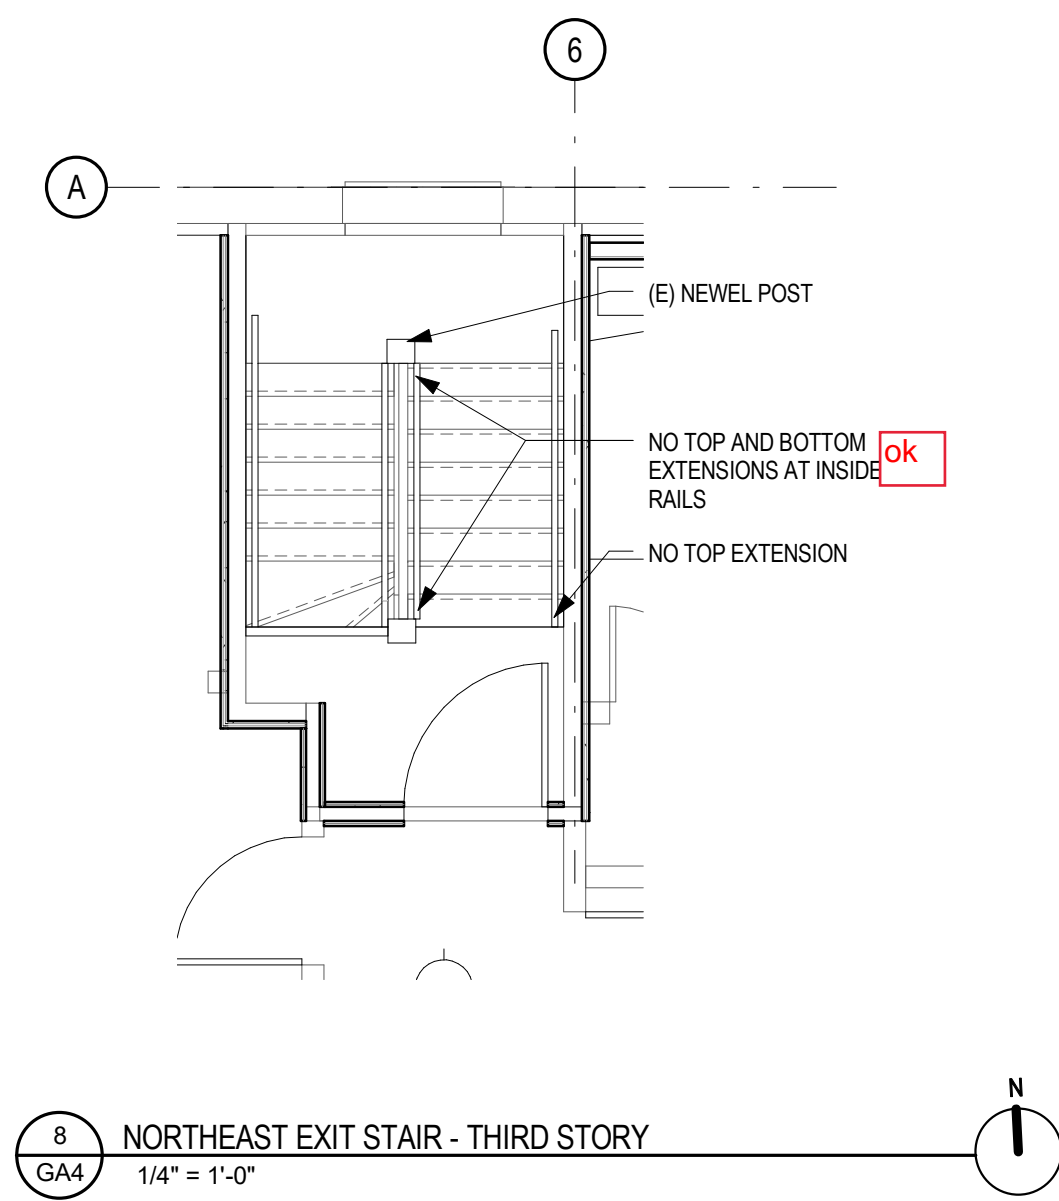 6
A
(E) NEWEL POST
NO TOP AND BOTTOM
EXTENSIONS AT INSIDE
RAILS
ok
NO TOP EXTENSION
N
8
GA4
NORTHEAST EXIT STAIR - THIRD STORY
1/4" = 1'-0"